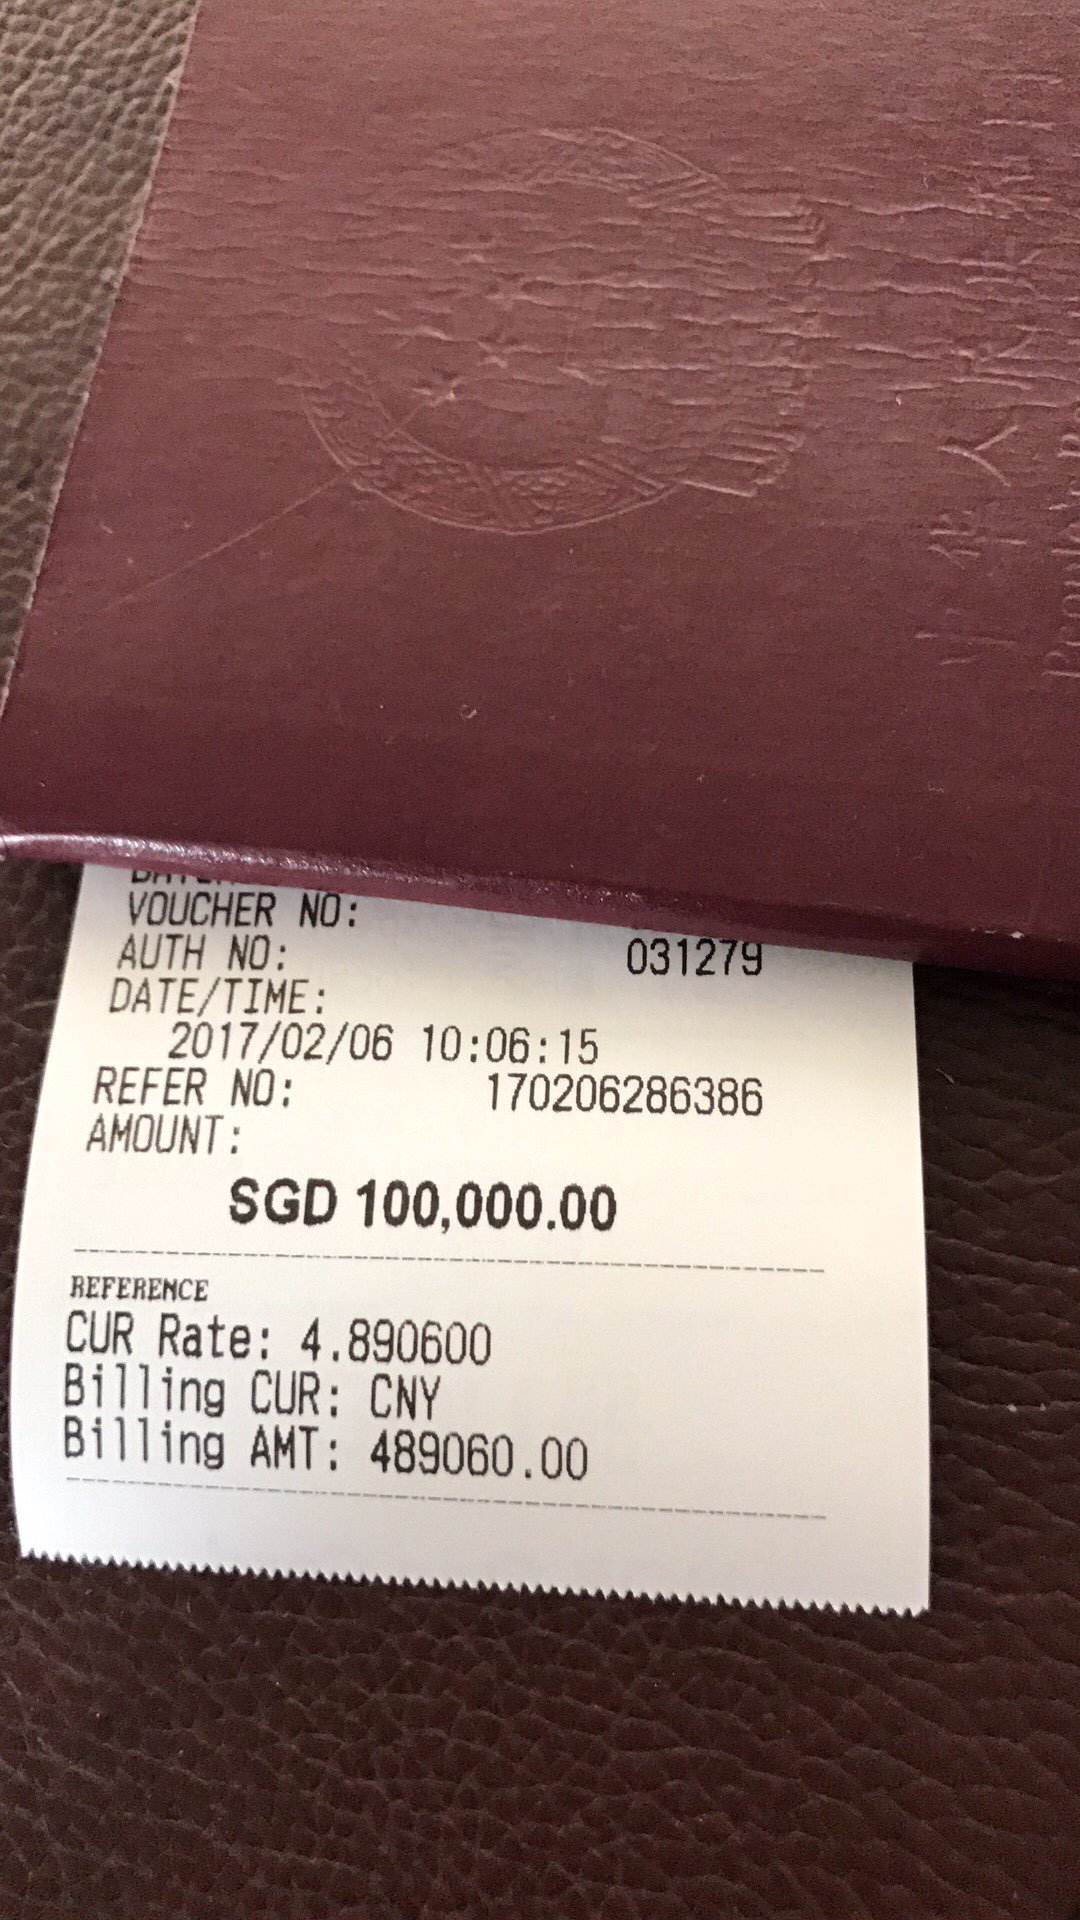 VOUCHER NO:
AUTH NO: 031279
DATE/TIME:
2017/02/06 10:06:15
REFER NO: 170206286386
AMOUNT:
SGD 100,000.00
REFERENCE
CUR Rate: 4.890600
Billing CUR: CNY
Billing AMT: 489060.00